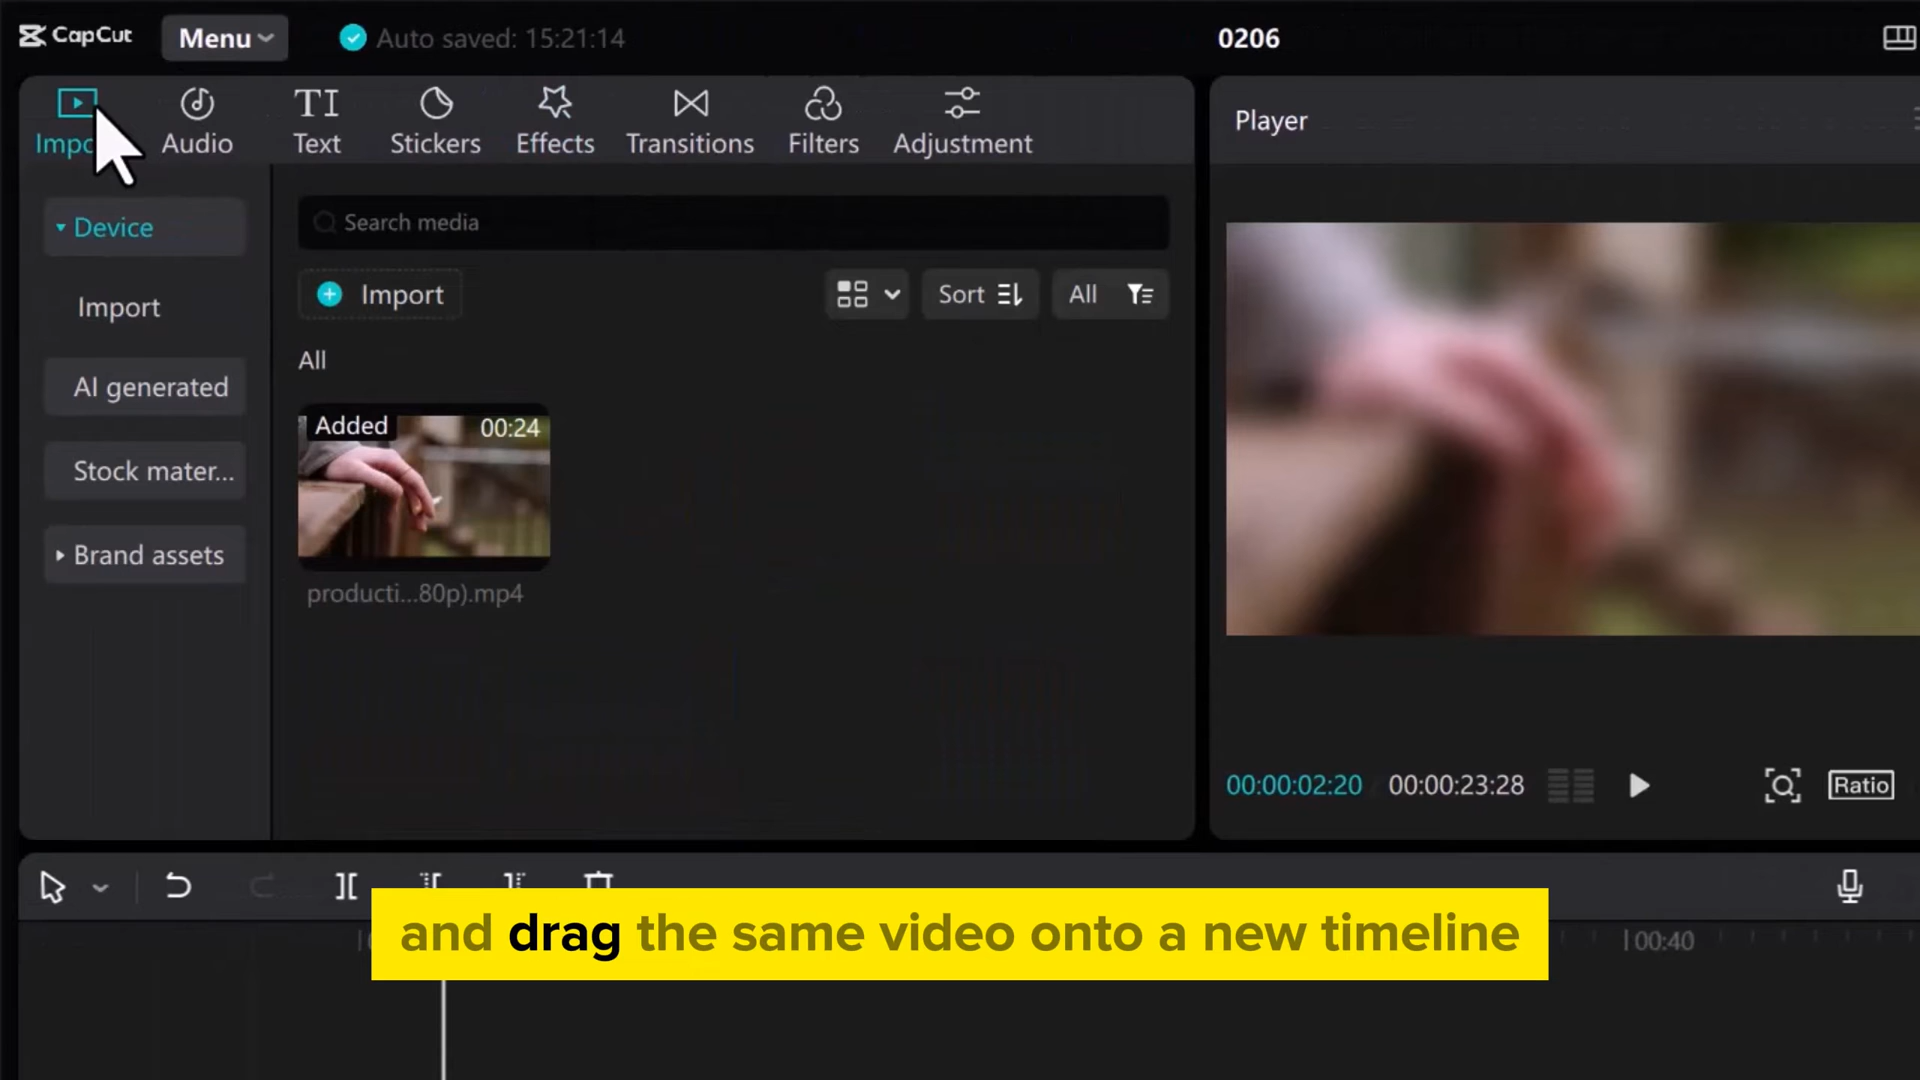 CapCut
Menu
Auto saved: 15:21:14
0206
Audio
TI
Text
Stickers
Effects
Transitions
Filters
Adjustment
Player
Device
Search media
Import
Import
Sort
All
All
AI generated
Added
00:24
Stock mater...
Brand assets
producti...80p).mp4
00:00:02:20
00:00:23:28
Ratio
and drag the same video onto a new timeline
00:40